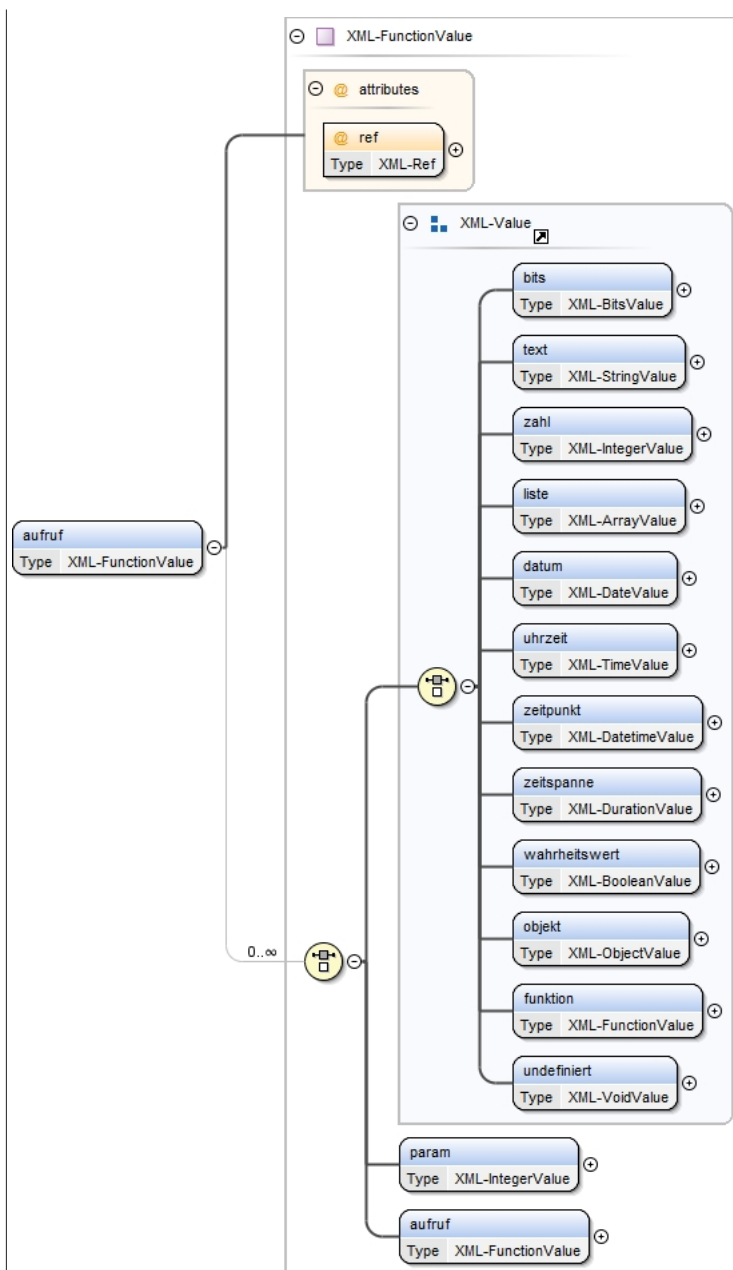 XML-FunctionValue
@ attributes
@ ref
Type XML-Ref
XML-Value
bits
Type XML-BitsValue
text
Type XML-StringValue
zahl
Type XML-IntegerValue
liste
Type XML-ArrayValue
aufruf
Type XML-FunctionValue
datum
Type XML-DateValue
uhrzeit
Type XML-TimeValue
zeitpunkt
Type XML-DatetimeValue
zeitspanne
Type XML-DurationValue
wahrheitswert
Type XML-BooleanValue
objekt
Type XML-ObjectValue
0..∞
funktion
Type XML-FunctionValue
undefiniert
Type XML-VoidValue
param
Type XML-IntegerValue
aufruf
Type XML-FunctionValue